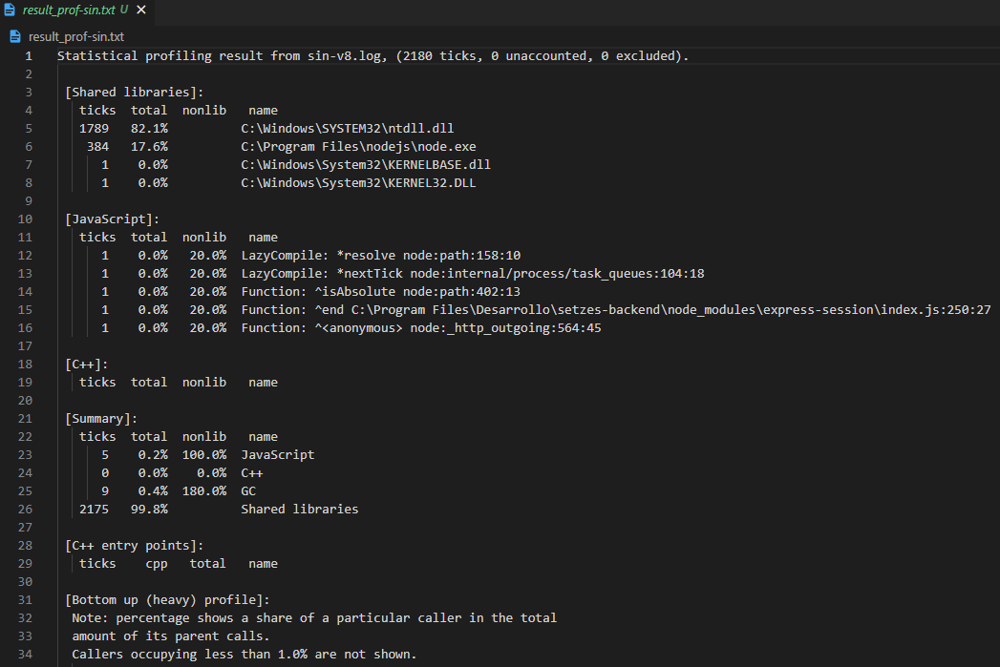 result_prof-sin.txt U
result_prof-sin.txt
1 Statistical profiling result from sin-v8.log, (2180 ticks, 0 unaccounted, 0 excluded).
2
3 [Shared libraries]:
4 ticks total nonlib name
5 1789 82.1% C:\Windows\SYSTEM32\ntdll.dll
6 384 17.6% C:\Program Files\nodejs\node.exe
7 1 0.0% C:\Windows\System32\KERNELBASE.dll
8 1 0.0% C:\Windows\System32\KERNEL32.DLL
9
10 [JavaScript]:
11 ticks total nonlib name
12 1 0.0% 20.0% LazyCompile: *resolve node:path:158:10
13 1 0.0% 20.0% LazyCompile: *nextTick node:internal/process/task_queues:104:18
14 1 0.0% 20.0% Function: ^isAbsolute node:path:402:13
15 1 0.0% 20.0% Function: ^end C:\Program Files\Desarrollo\setzes-backend\node_modules\express-session\index.js:250:27
16 1 0.0% 20.0% Function: ^<anonymous> node:_http_outgoing:564:45
17
18 [C++]:
19 ticks total nonlib name
20
21 [Summary]:
22 ticks total nonlib name
23 5 0.2% 100.0% JavaScript
24 0 0.0% 0.0% C++
25 9 0.4% 180.0% GC
26 2175 99.8% Shared libraries
27
28 [C++ entry points]:
29 ticks cpp total name
30
31 [Bottom up (heavy) profile]:
32 Note: percentage shows a share of a particular caller in the total
33 amount of its parent calls.
34 Callers occupying less than 1.0% are not shown.